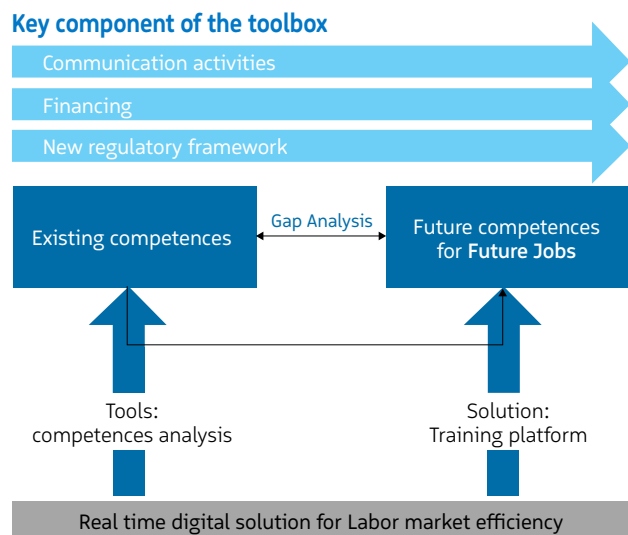 Key component of the toolbox
Communication activities
Financing
New regulatory framework
Existing competences
Gap Analysis
Future competences
for Future Jobs
Tools:
competences analysis
Solution:
Training platform
Real time digital solution for Labor market efficiency